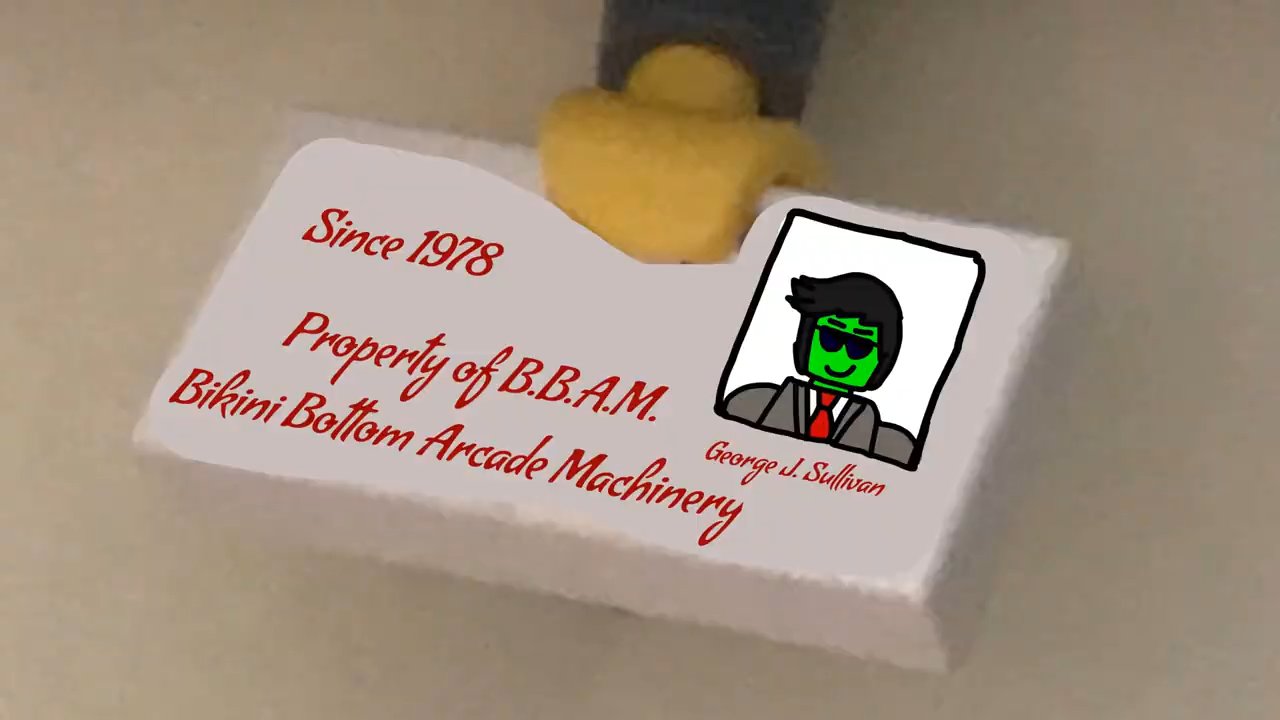 Since 1978
Property of B.B.A.M.
Bikini Bottom Arcade Machinery
George J. Sullivan